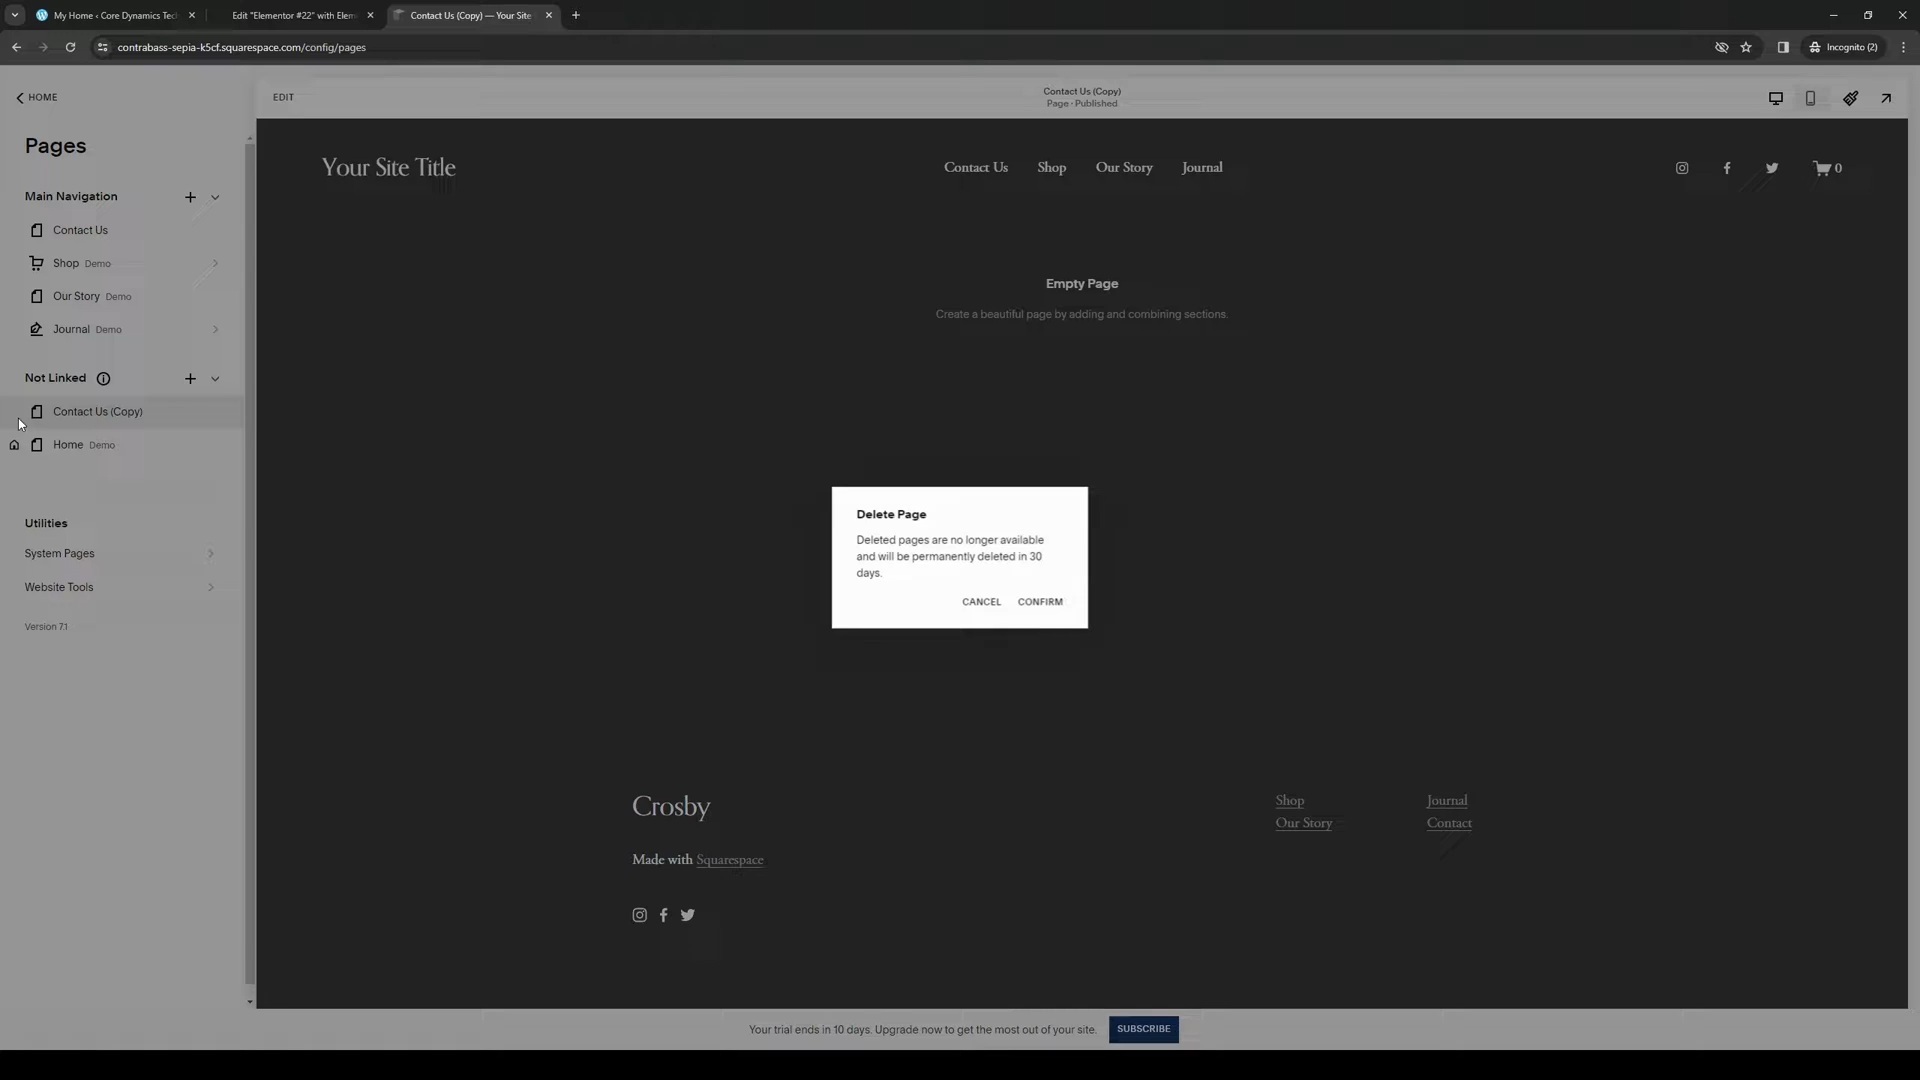 My Home ‹ Core Dynamics Tec
Edit "Elementor #22" with Elem
Contact Us (Copy) — Your Site
contrabass-sepia-k5cf.squarespace.com/config/pages
Incognito (2)
HOME
EDIT
Contact Us (Copy)
Page · Published
Pages
Main Navigation
Contact Us
Shop Demo
Our Story Demo
Journal Demo
Not Linked
Contact Us (Copy)
Home Demo
Utilities
System Pages
Website Tools
Version 7.1
Your Site Title
Contact Us Shop Our Story Journal
0
Empty Page
Create a beautiful page by adding and combining sections.
Delete Page
Deleted pages are no longer available
and will be permanently deleted in 30
days.
CANCEL CONFIRM
Crosby
Made with Squarespace
Shop Journal
Our Story Contact
Your trial ends in 10 days. Upgrade now to get the most out of your site. SUBSCRIBE